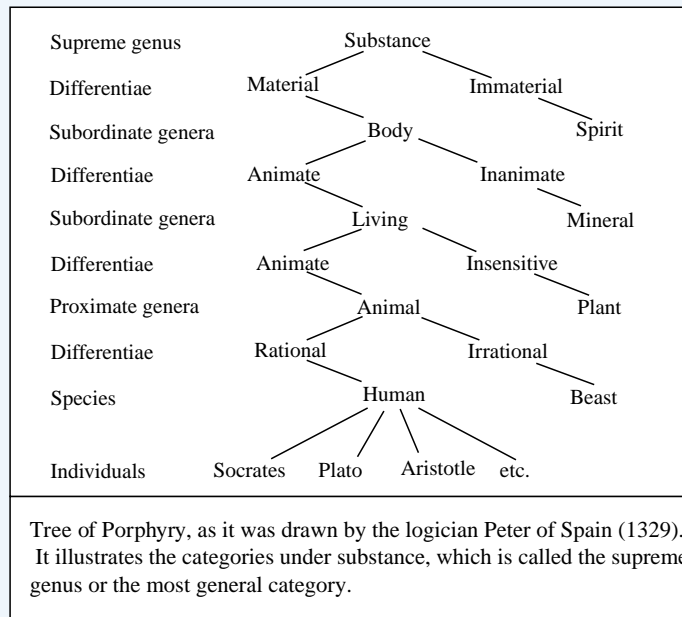 Supreme genus Substance
Differentiae Material Immaterial
Subordinate genera Body Spirit
Differentiae Animate Inanimate
Subordinate genera Living Mineral
Differentiae Animate Insensitive
Proximate genera Animal Plant
Differentiae Rational Irrational
Species Human Beast
Individuals Socrates Plato Aristotle etc.
Tree of Porphyry, as it was drawn by the logician Peter of Spain (1329).
It illustrates the categories under substance, which is called the supreme
genus or the most general category.